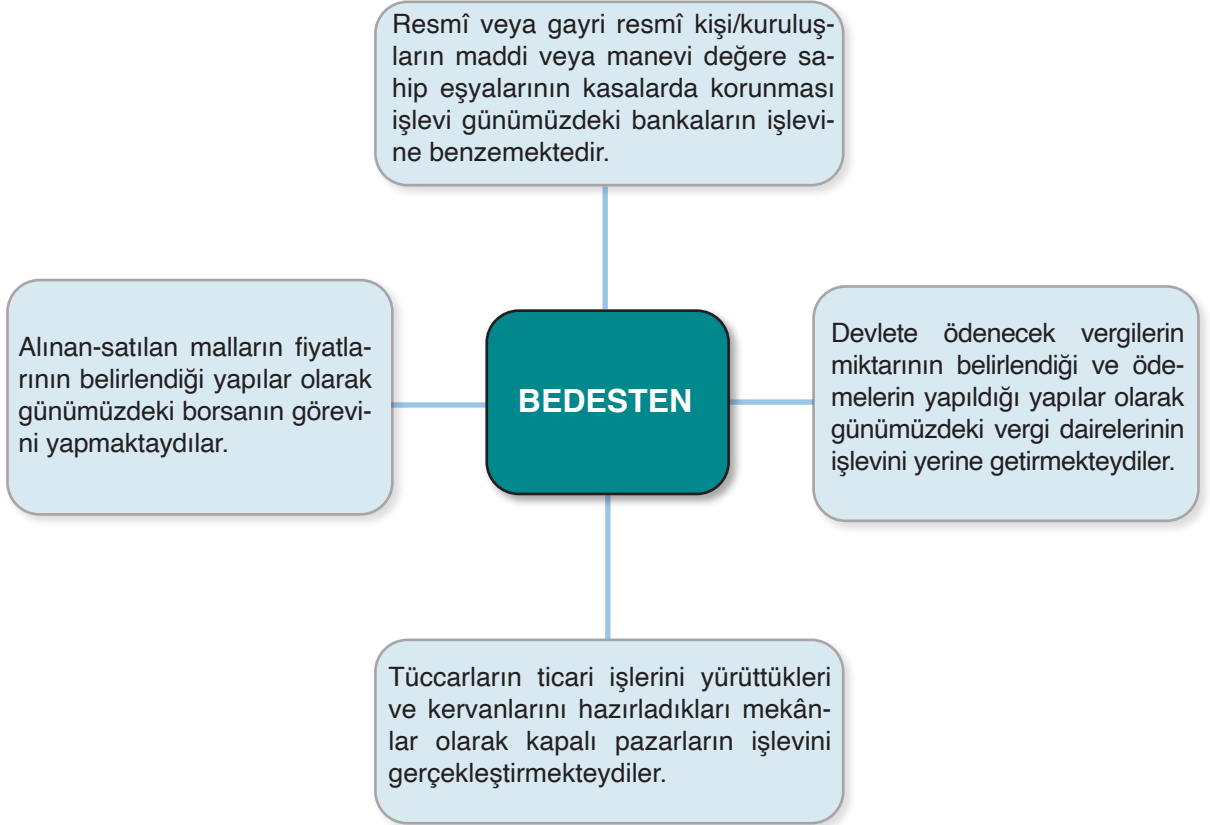 Resmî veya gayri resmî kişi/kuruluş-
ların maddi veya manevi değere sa-
hip eşyalarının kasalarda korunması
işlevi günümüzdeki bankaların işlevi-
ne benzemektedir.
Alınan-satılan malların fiyatla-
rının belirlendiği yapılar olarak
günümüzdeki borsanın görevi-
ni yapmaktaydılar.
BEDESTEN
Devlete ödenecek vergilerin
miktarının belirlendiği ve öde-
melerin yapıldığı yapılar olarak
günümüzdeki vergi dairelerinin
işlevini yerine getirmekteydiler.
Tüccarların ticari işlerini yürüttükleri
ve kervanlarını hazırladıkları mekân-
lar olarak kapalı pazarların işlevini
gerçekleştirmekteydiler.